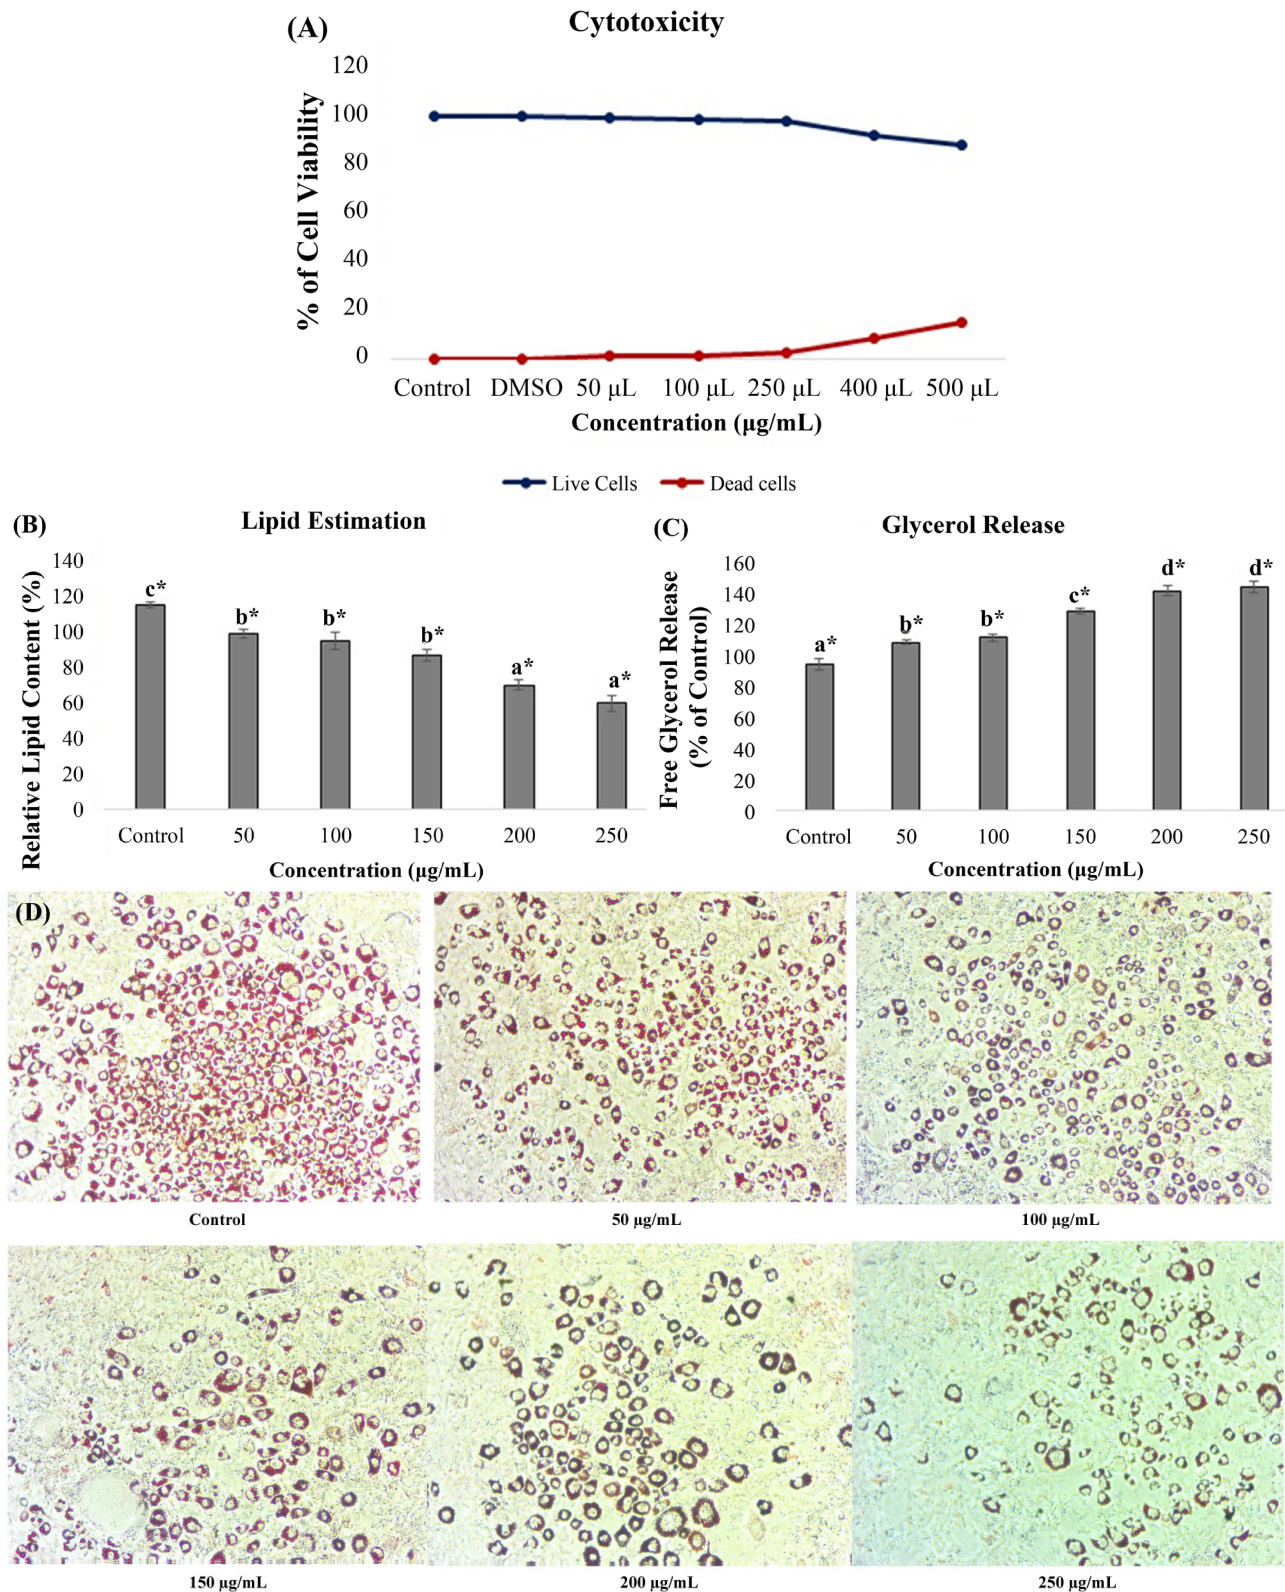 (A)
Cytotoxicity
% of Cell Viability
120
100
80
60
40
20
0
Control DMSO 50 µL 100 µL 250 µL 400 µL 500 µL
Concentration (µg/mL)
Live Cells Dead cells
(B)
Lipid Estimation
Relative Lipid Content (%)
140
120
100
80
60
40
20
0
c* b* b* b* a* a*
Control 50 100 150 200 250
Concentration (µg/mL)
(C)
Glycerol Release
Free Glycerol Release
(% of Control)
160
140
120
100
80
60
40
20
0
a* b* b* c* d* d*
Control 50 100 150 200 250
Concentration (µg/mL)
(D)
Control 50 µg/mL 100 µg/mL
150 µg/mL 200 µg/mL 250 µg/mL